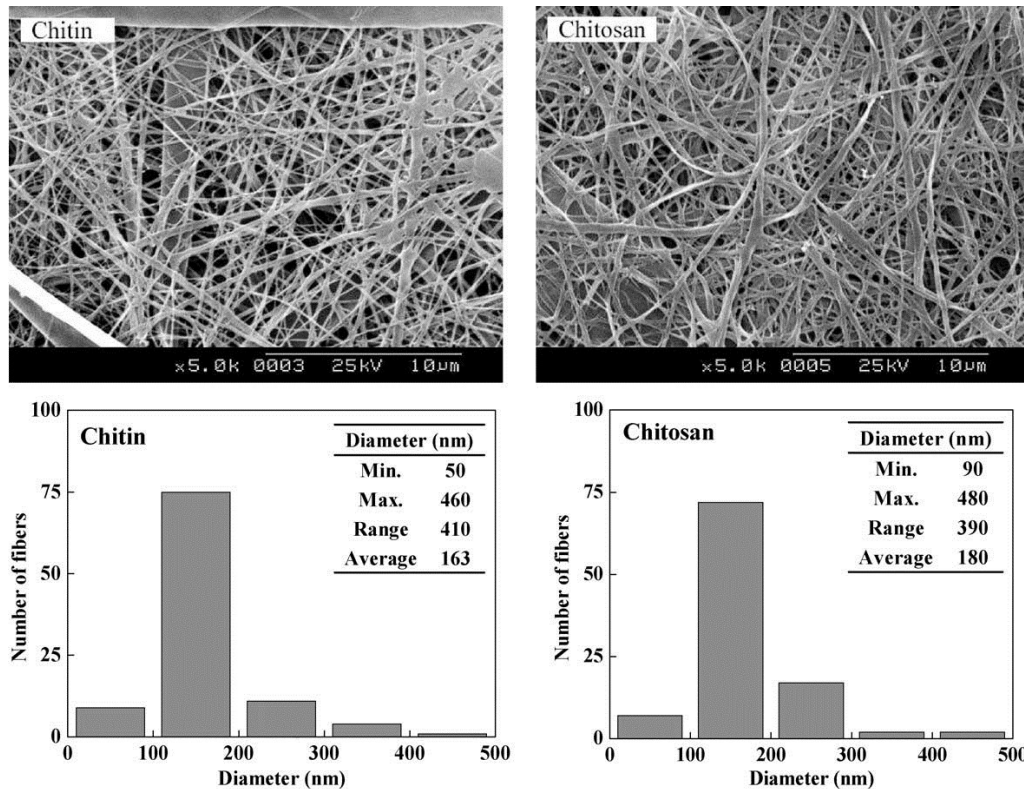 Chitin
×5.0k 0003 25kV 10μm
Chitosan
×5.0k 0005 25kV 10μm
Chitin
Diameter (nm)
Min. 50
Max. 460
Range 410
Average 163
100
75
50
25
0
Number of fibers
0 100 200 300 400 500
Diameter (nm)
Chitosan
Diameter (nm)
Min. 90
Max. 480
Range 390
Average 180
100
75
50
25
0
Number of fibers
0 100 200 300 400 500
Diameter (nm)